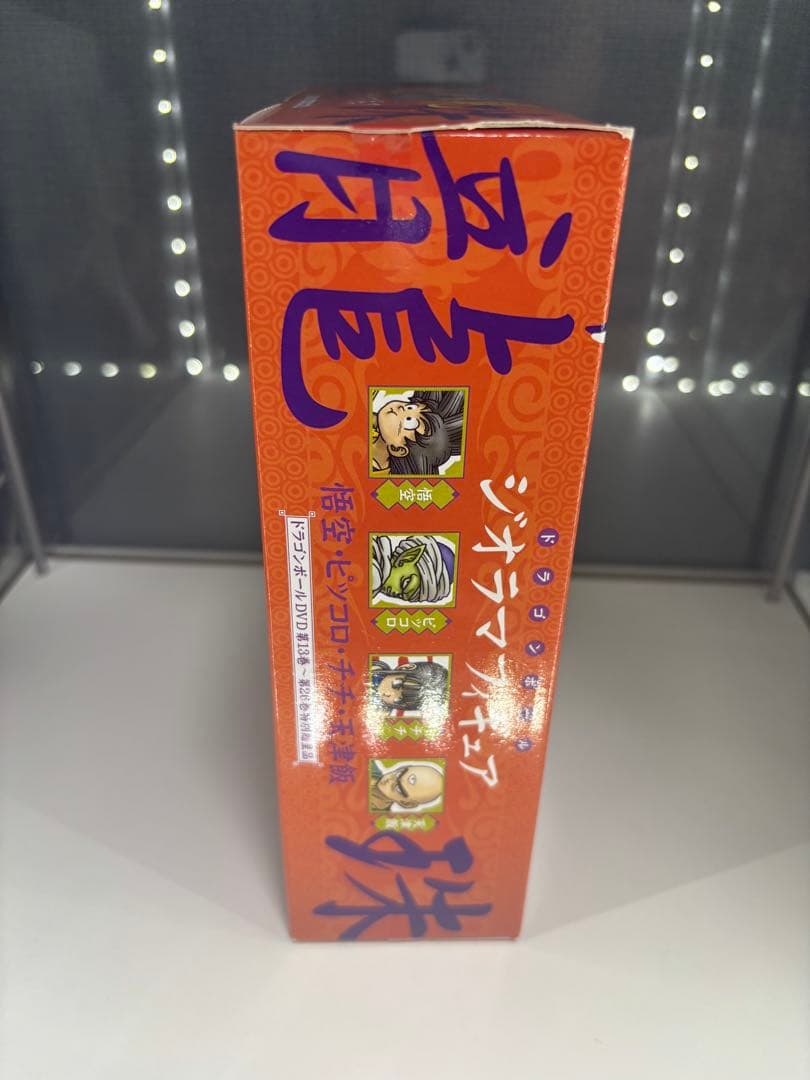 龍珠
ドラゴンボール
ジオラマフィギュア
悟空
ピッコロ
チチ
天津飯
悟空・ピッコロ・チチ・天津飯
ドラゴンボールDVD 第13巻〜第26巻特別限定品